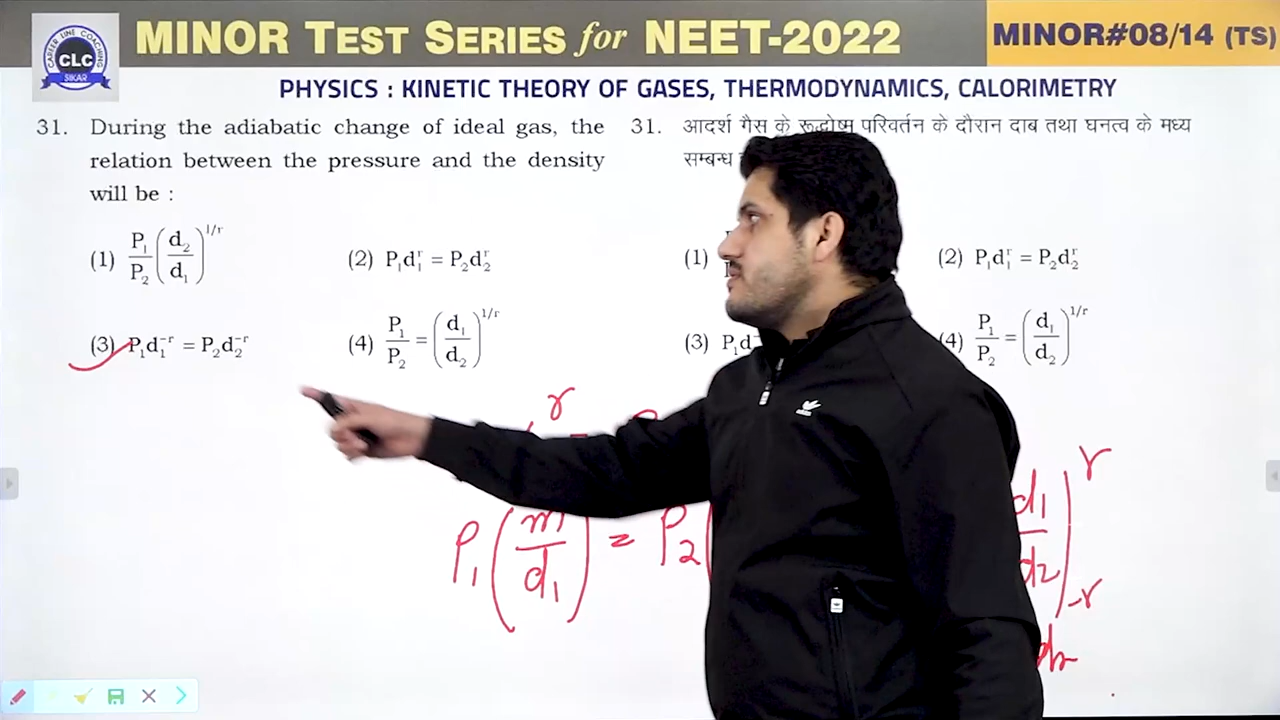 CAREER LINE COACHING
CLC
SIKAR
MINOR TEST SERIES for NEET-2022
MINOR#08/14 (TS)
PHYSICS : KINETIC THEORY OF GASES, THERMODYNAMICS, CALORIMETRY
31. During the adiabatic change of ideal gas, the
relation between the pressure and the density
will be :
(1) P₁/P₂ (d₂/d₁)^1/r
(2) P₁d₁^r = P₂d₂^r
(3) P₁d₁^-r = P₂d₂^-r
(4) P₁/P₂ = (d₁/d₂)^1/r
31. आदर्श गैस के रूद्धोष्म परिवर्तन के दौरान दाब तथा घनत्व के मध्य
सम्बन्ध
(1)
(2) P₁d₁^r = P₂d₂^r
(3) P₁d
(4) P₁/P₂ = (d₁/d₂)^1/r
r
P₁ (m/d₁) = P₂ (
d₁/d₂)^r
-r